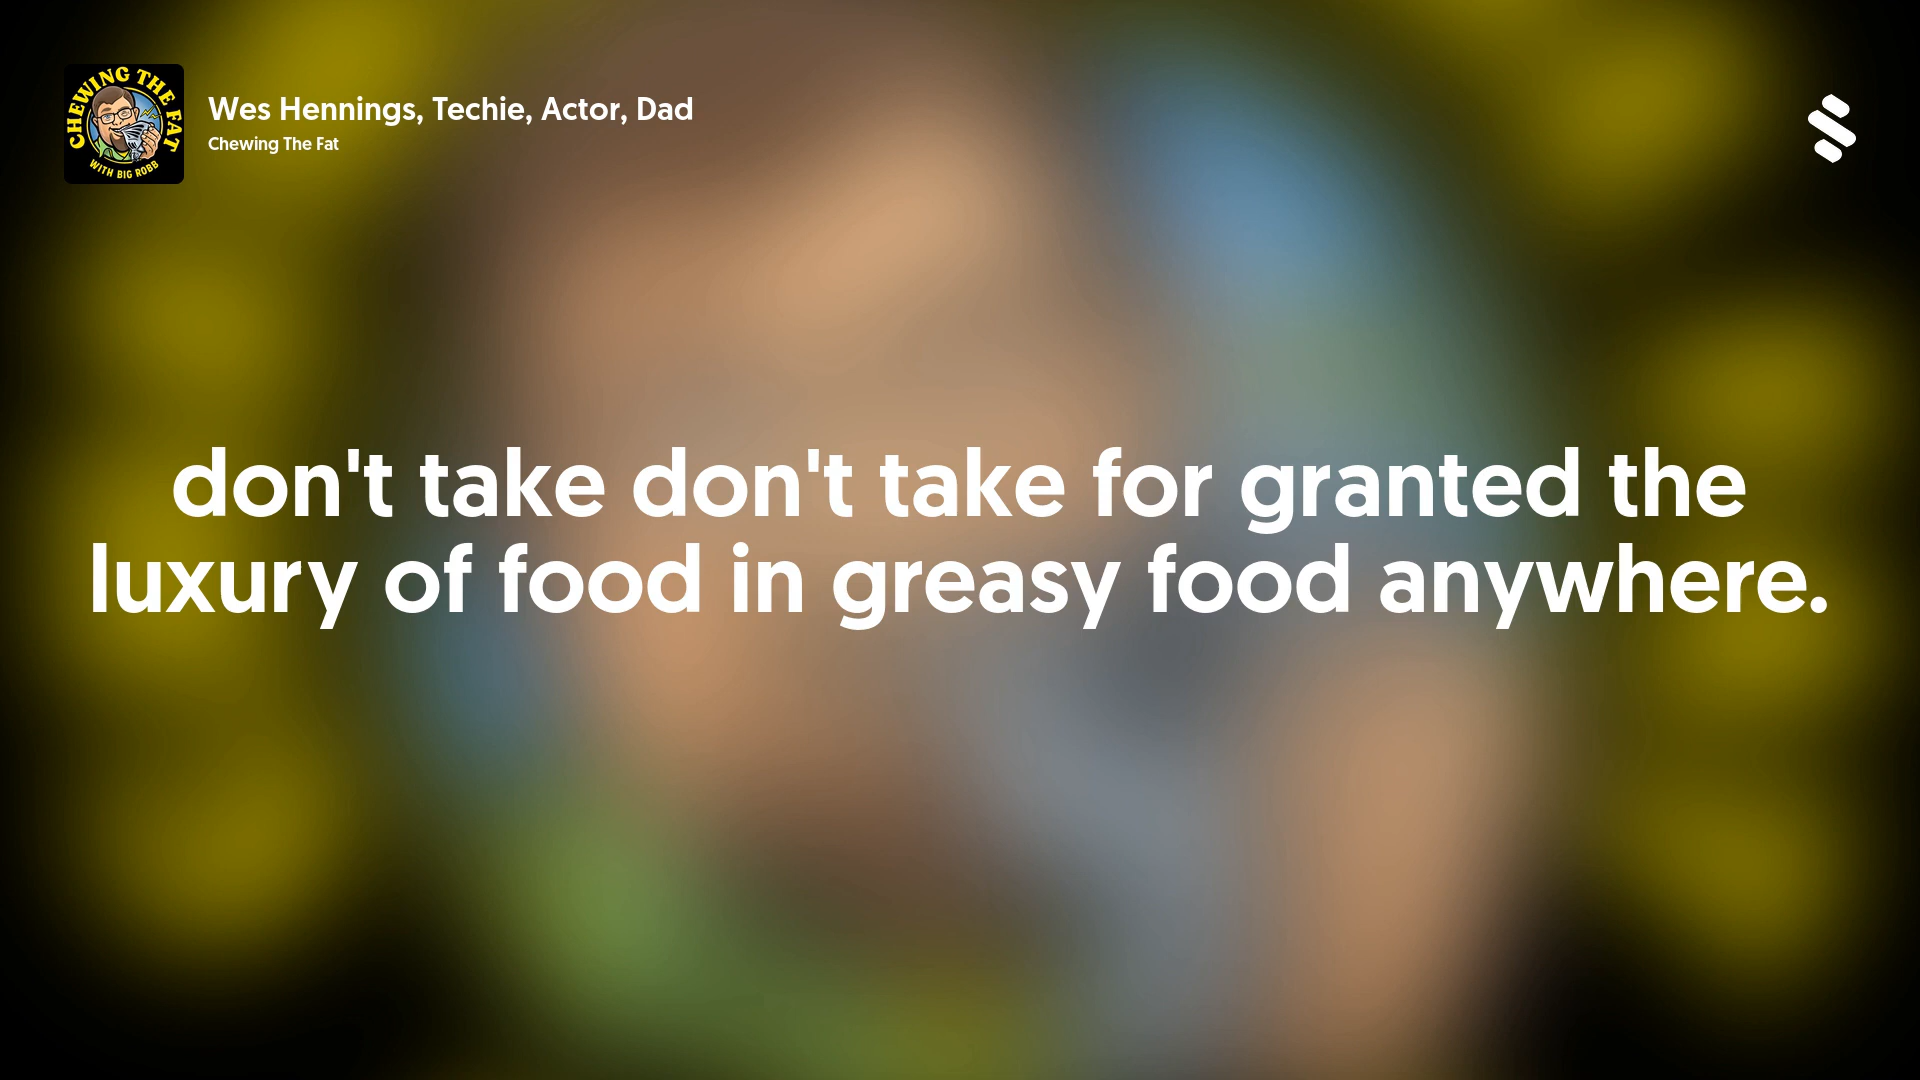 CHEWING THE FAT
WITH BIG ROBB
Wes Hennings, Techie, Actor, Dad
Chewing The Fat
don't take don't take for granted the
luxury of food in greasy food anywhere.